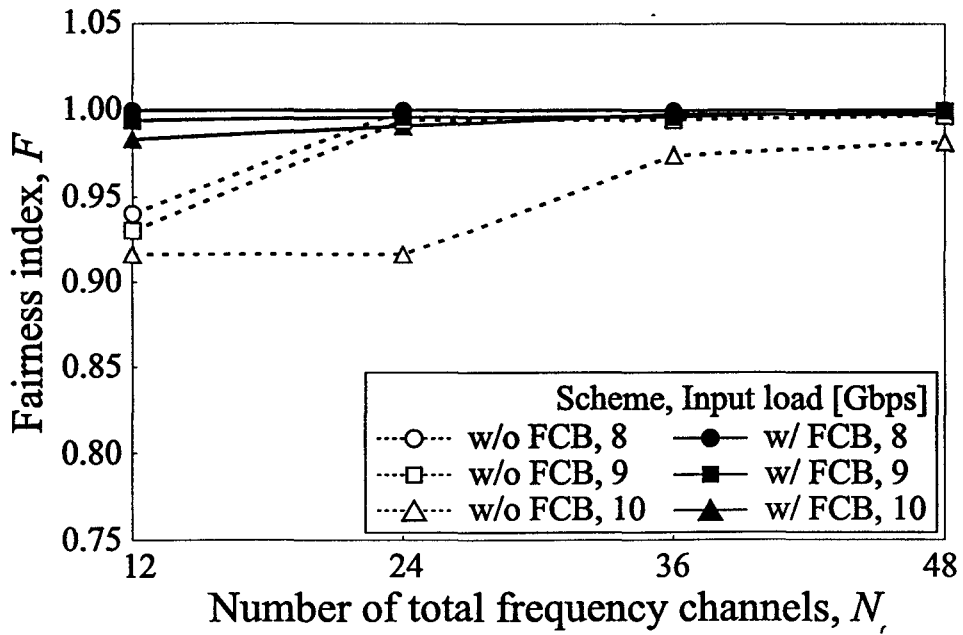 1.05
1.00
0.95
0.90
0.85
0.80
0.75
Fairness index, F
Scheme, Input load [Gbps]
w/o FCB, 8 w/ FCB, 8
w/o FCB, 9 w/ FCB, 9
w/o FCB, 10 w/ FCB, 10
12 24 36 48
Number of total frequency channels, N